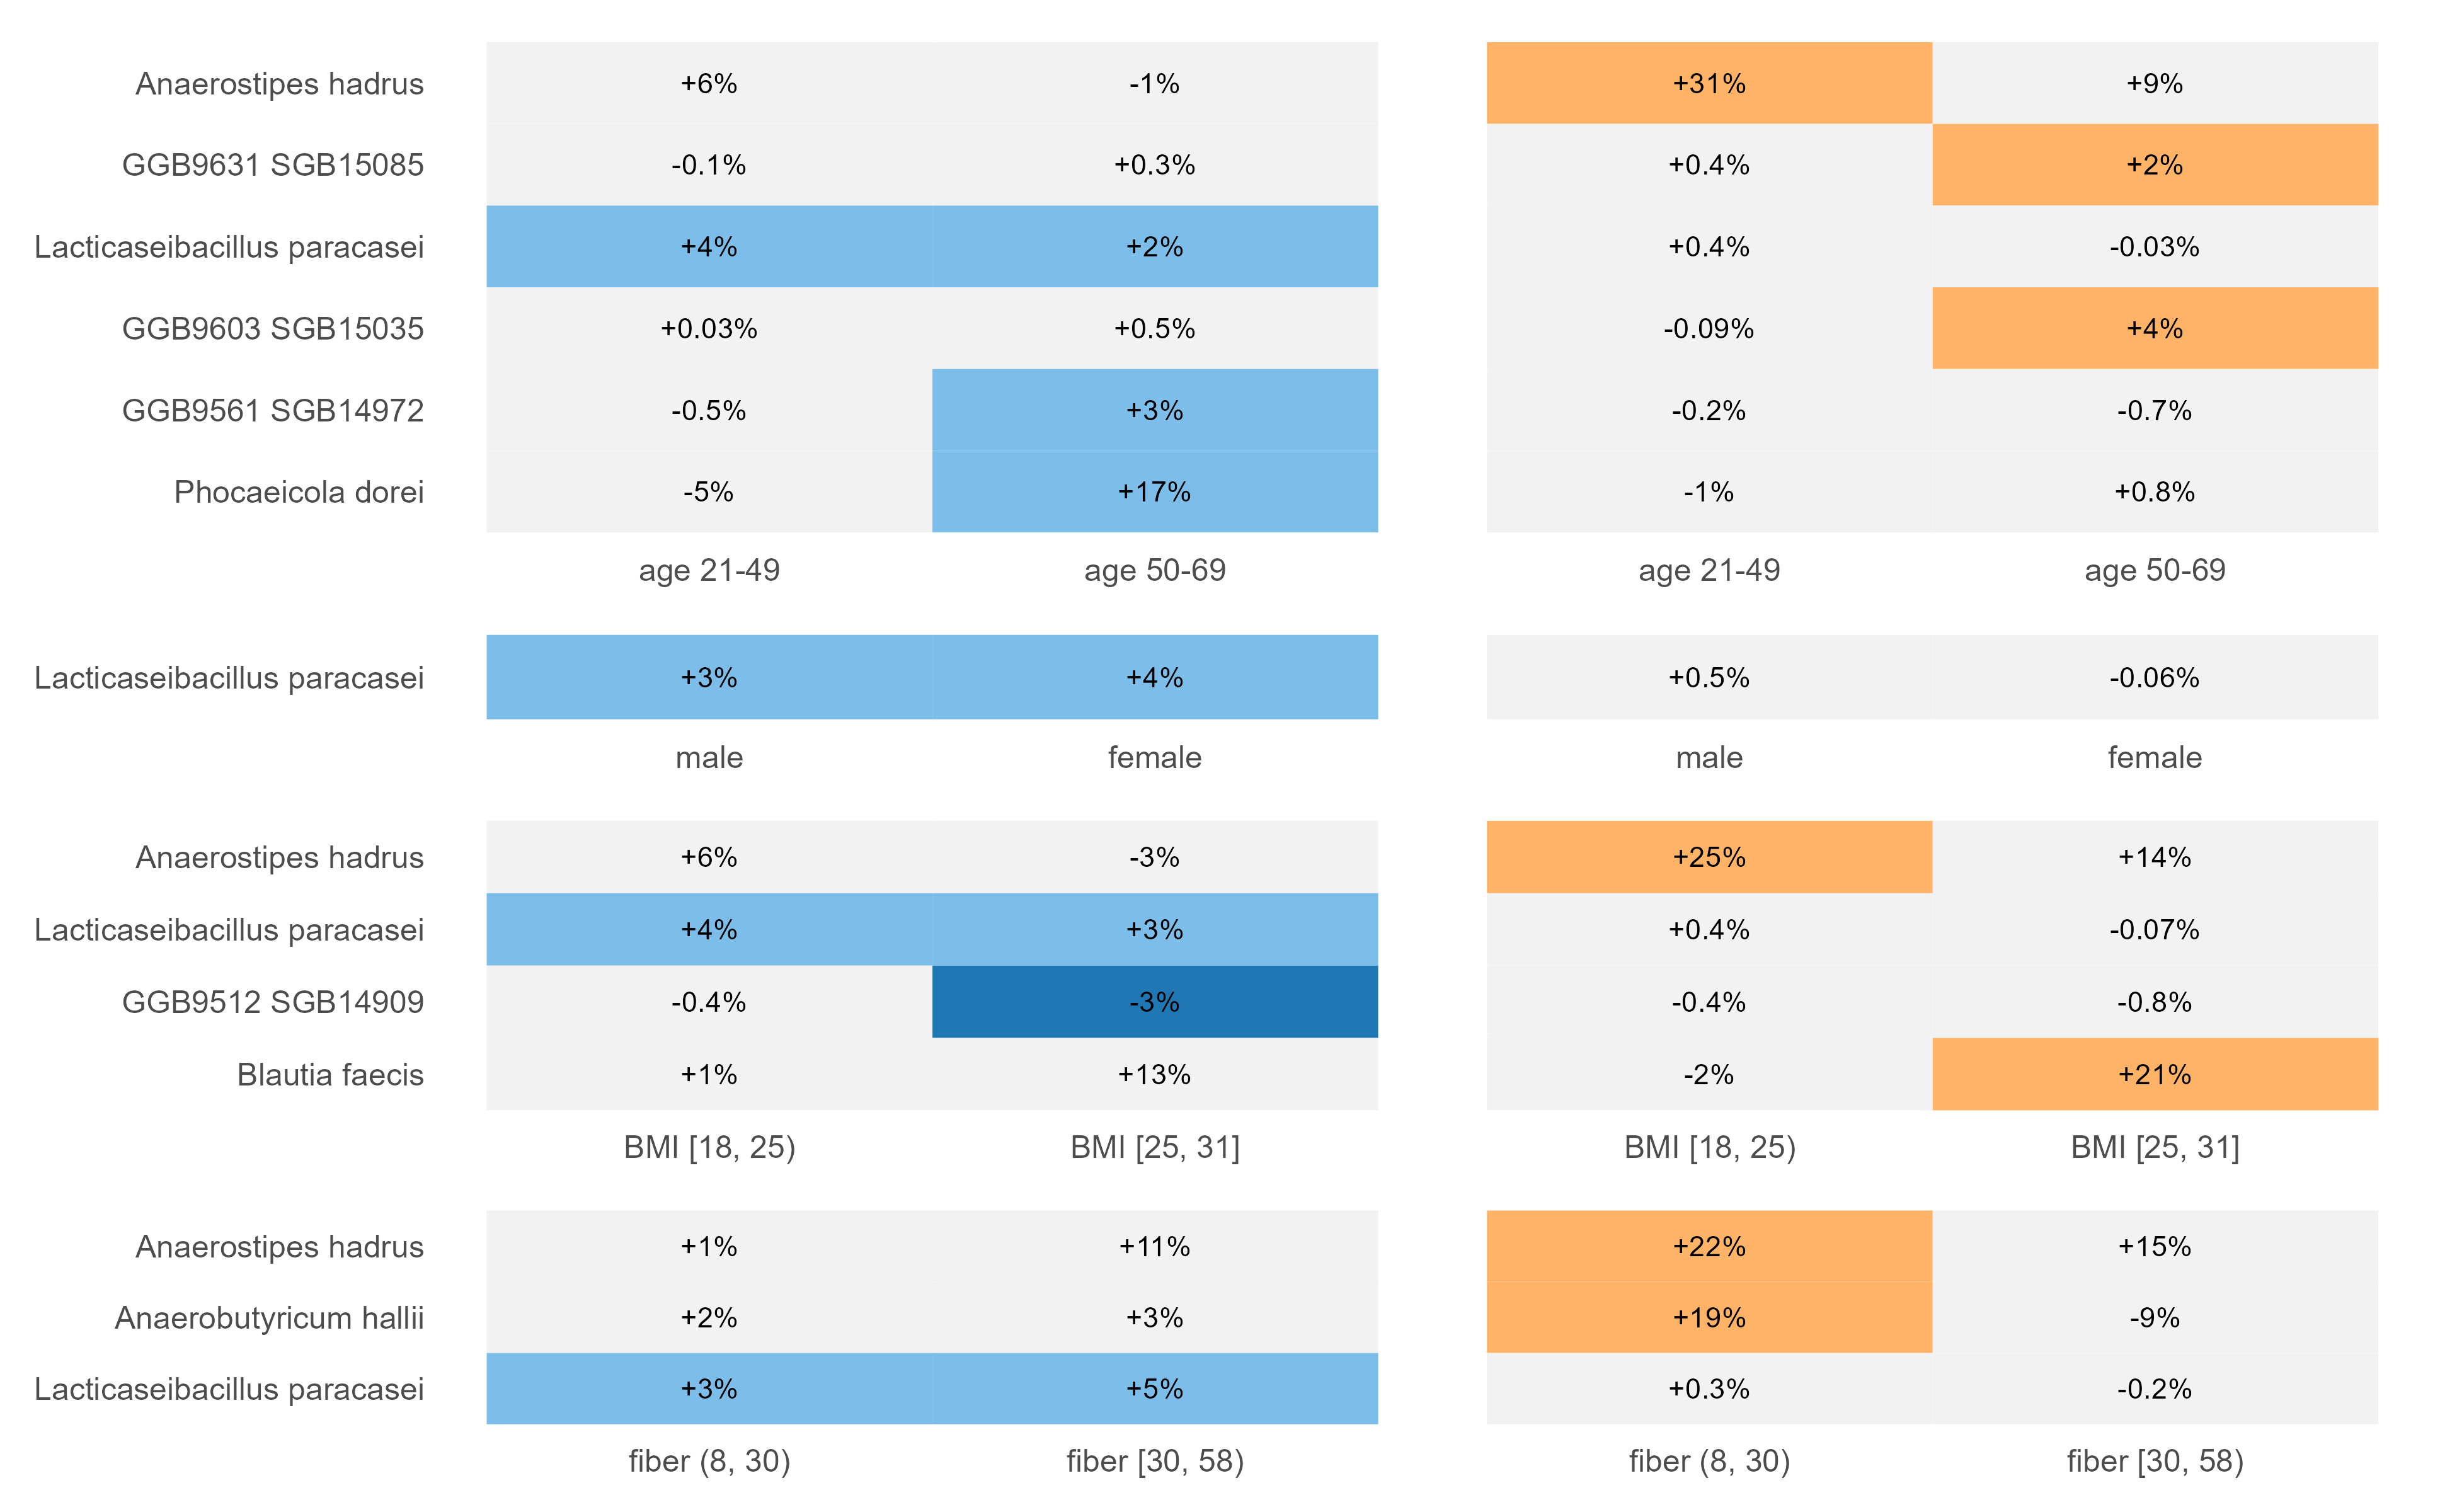 Anaerostipes hadrus +6% -1% +31% +9%
GGB9631 SGB15085 -0.1% +0.3% +0.4% +2%
Lacticaseibacillus paracasei +4% +2% +0.4% -0.03%
GGB9603 SGB15035 +0.03% +0.5% -0.09% +4%
GGB9561 SGB14972 -0.5% +3% -0.2% -0.7%
Phocaeicola dorei -5% +17% -1% +0.8%
age 21-49 age 50-69 age 21-49 age 50-69
Lacticaseibacillus paracasei +3% +4% +0.5% -0.06%
male female male female
Anaerostipes hadrus +6% -3% +25% +14%
Lacticaseibacillus paracasei +4% +3% +0.4% -0.07%
GGB9512 SGB14909 -0.4% -3% -0.4% -0.8%
Blautia faecis +1% +13% -2% +21%
BMI [18, 25) BMI [25, 31] BMI [18, 25) BMI [25, 31]
Anaerostipes hadrus +1% +11% +22% +15%
Anaerobutyricum hallii +2% +3% +19% -9%
Lacticaseibacillus paracasei +3% +5% +0.3% -0.2%
fiber (8, 30) fiber [30, 58) fiber (8, 30) fiber [30, 58)